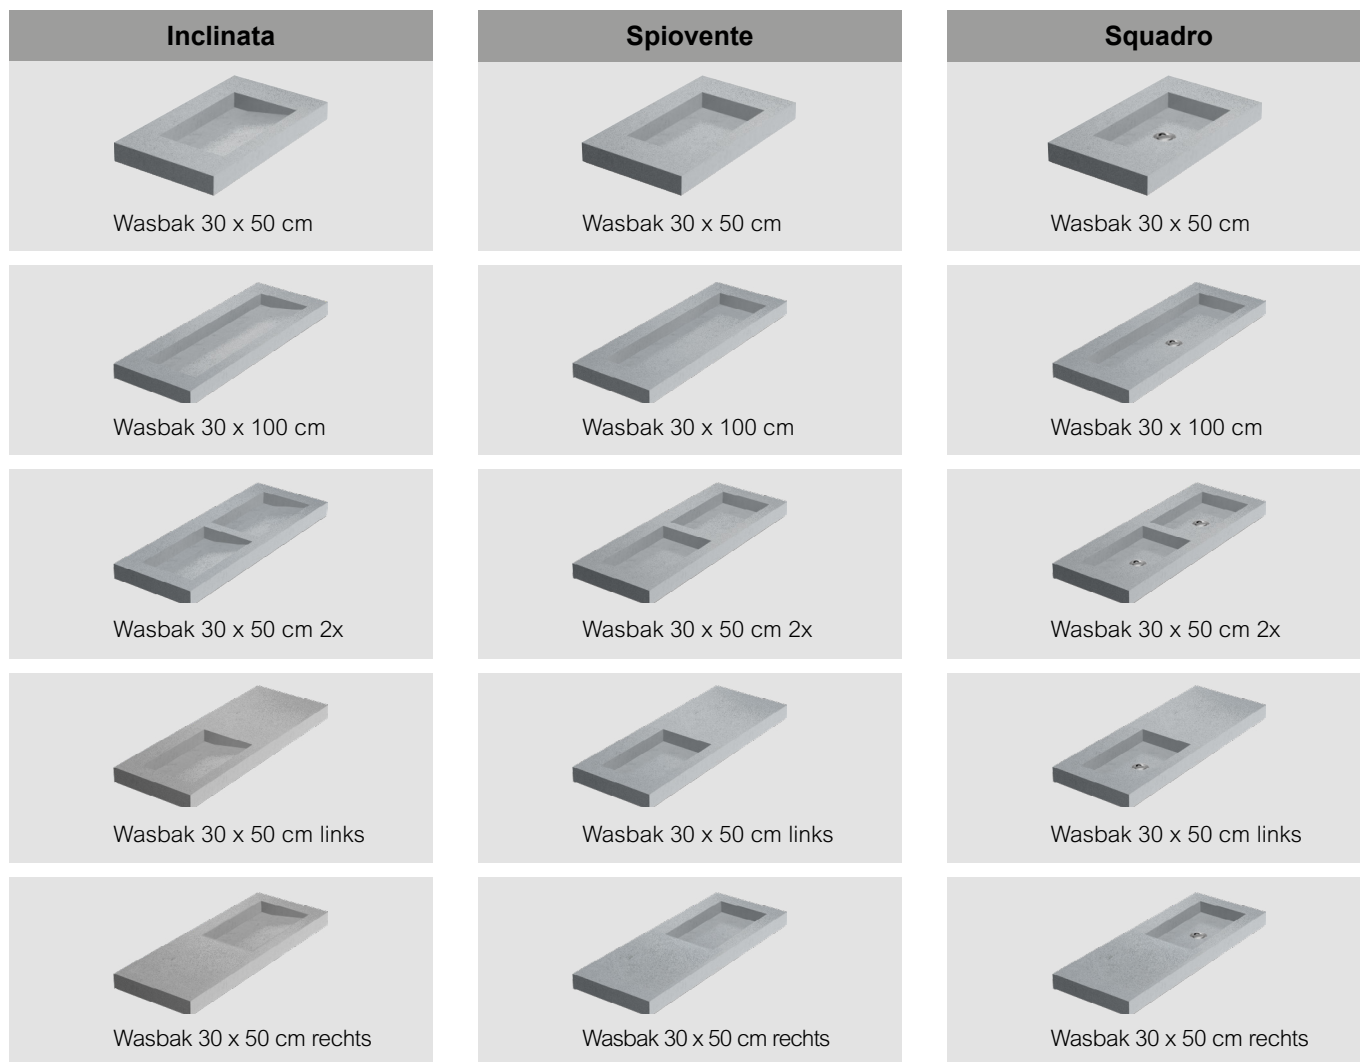 Inclinata
Spiovente
Squadro
Wasbak 30 x 50 cm
Wasbak 30 x 50 cm
Wasbak 30 x 50 cm
Wasbak 30 x 100 cm
Wasbak 30 x 100 cm
Wasbak 30 x 100 cm
Wasbak 30 x 50 cm 2x
Wasbak 30 x 50 cm 2x
Wasbak 30 x 50 cm 2x
Wasbak 30 x 50 cm links
Wasbak 30 x 50 cm links
Wasbak 30 x 50 cm links
Wasbak 30 x 50 cm rechts
Wasbak 30 x 50 cm rechts
Wasbak 30 x 50 cm rechts